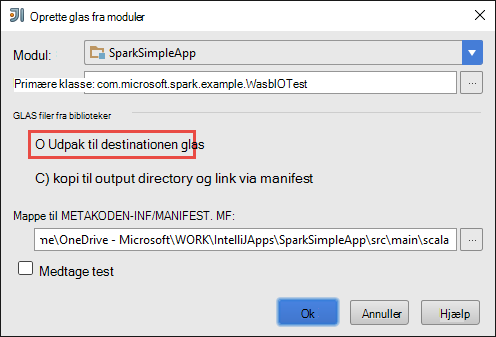 Oprette glas fra moduler
Modul: SparkSimpleApp
Primære klasse: com.microsoft.spark.example.WasbIOTest ...
GLAS filer fra biblioteker
O Udpak til destinationen glas
C) kopi til output directory og link via manifest
Mappe til METAKODEN-INF/MANIFEST. MF:
me\OneDrive - Microsoft\WORK\IntelliJApps\SparkSimpleApp\src\main\scala ...
Medtage test
Ok Annuller Hjælp